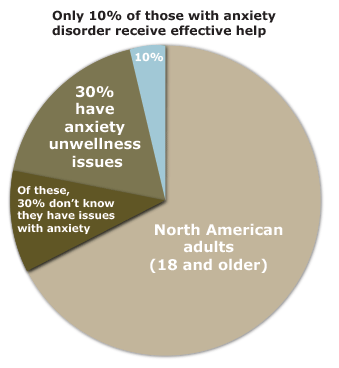 Only 10% of those with anxiety
disorder receive effective help
10%
30%
have
anxiety
unwellness
issues
Of these,
30% don't know
they have issues
with anxiety
North American
adults
(18 and older)